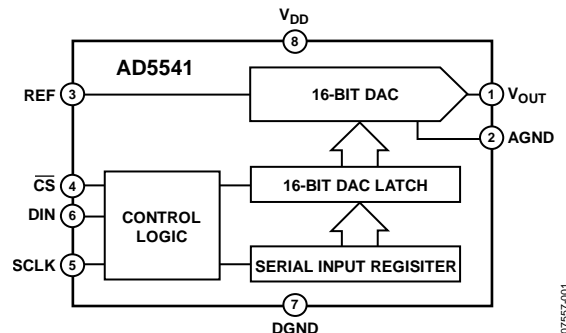 VDD
8
AD5541
REF 3
16-BIT DAC
1 VOUT
2 AGND
CS 4
16-BIT DAC LATCH
DIN 6
CONTROL
LOGIC
SCLK 5
SERIAL INPUT REGISITER
7
DGND
07557-001